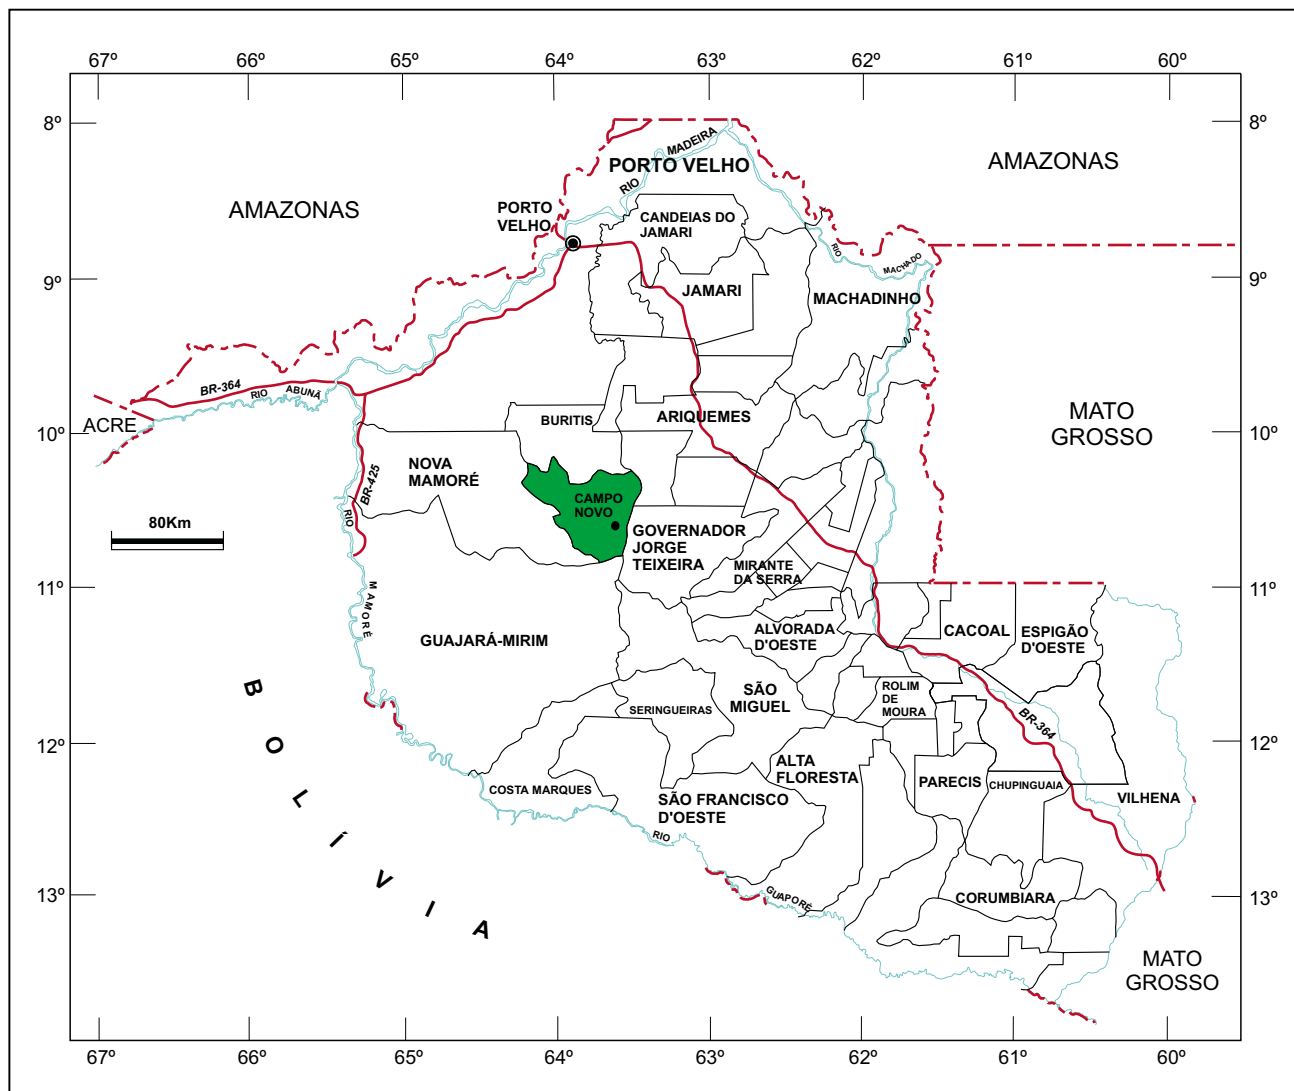 67º 66º 65º 64º 63º 62º 61º 60º
8º
8º
AMAZONAS
AMAZONAS
RIO
MADEIRA
PORTO VELHO
PORTO
VELHO
CANDEIAS DO
JAMARI
RIO
MACHADO
9º
9º
JAMARI
MACHADINHO
BR-364
RIO
ABUNÃ
ACRE
MATO
GROSSO
BURITIS
ARIQUEMES
10º
10º
NOVA
MAMORÉ
BR-425
CAMPO
NOVO
80Km
RIO
MAMORÉ
GOVERNADOR
JORGE
TEIXEIRA
MIRANTE
DA SERRA
11º
11º
GUAJARÁ-MIRIM
ALVORADA
D'OESTE
CACOAL
ESPIGÃO
D'OESTE
BOLÍVIA
SERINGUEIRAS
SÃO
MIGUEL
ROLIM
DE
MOURA
BR-364
12º
12º
COSTA MARQUES
ALTA
FLORESTA
PARECIS
CHUPINGUAIA
VILHENA
SÃO FRANCISCO
D'OESTE
RIO
GUAPORÉ
13º
13º
CORUMBIARA
MATO
GROSSO
67º 66º 65º 64º 63º 62º 61º 60º